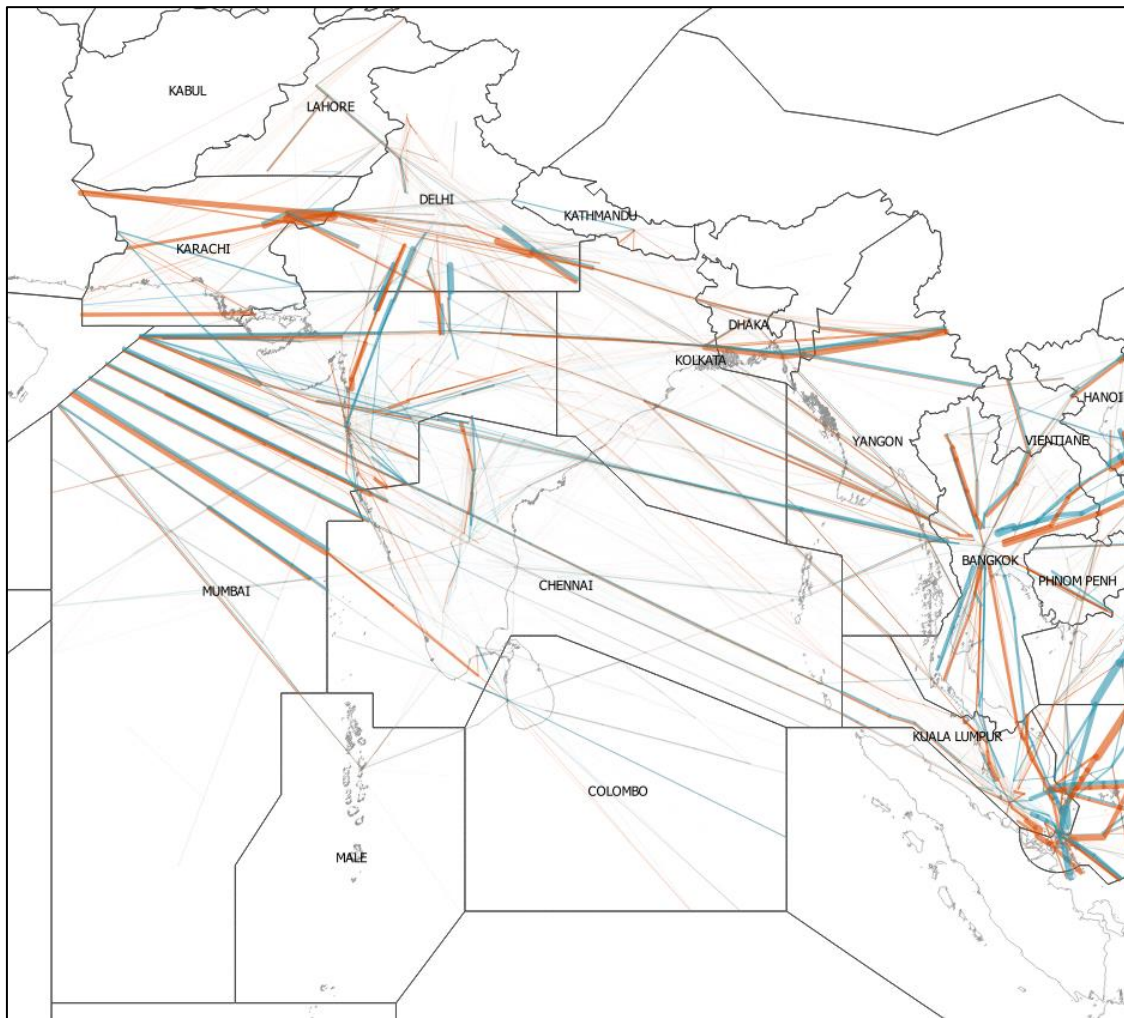 KABUL
LAHORE
DELHI
KATHMANDU
KARACHI
DHAKA
KOLKATA
HANOI
YANGON
VIENTIANE
BANGKOK
PHNOM PENH
MUMBAI
CHENNAI
KUALA LUMPUR
COLOMBO
MALE